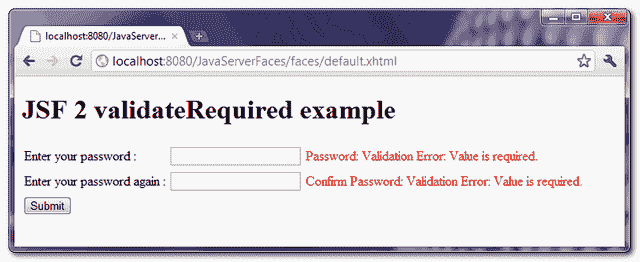 localhost:8080/JavaServer...
localhost:8080/JavaServerFaces/faces/default.xhtml
JSF 2 validateRequired example
Enter your password : Password: Validation Error: Value is required.
Enter your password again : Confirm Password: Validation Error: Value is required.
Submit